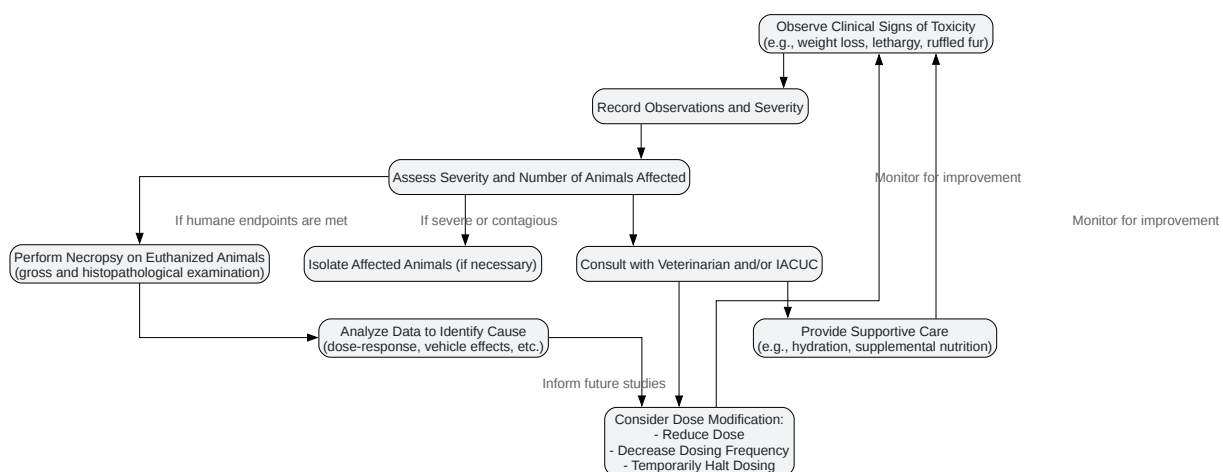 Observe Clinical Signs of Toxicity
(e.g., weight loss, lethargy, ruffled fur)
Record Observations and Severity
Assess Severity and Number of Animals Affected
Monitor for improvement
If humane endpoints are met
If severe or contagious
Monitor for improvement
Perform Necropsy on Euthanized Animals
(gross and histopathological examination)
Isolate Affected Animals (if necessary)
Consult with Veterinarian and/or IACUC
Analyze Data to Identify Cause
(dose-response, vehicle effects, etc.)
Provide Supportive Care
(e.g., hydration, supplemental nutrition)
Inform future studies
Consider Dose Modification:
- Reduce Dose
- Decrease Dosing Frequency
- Temporarily Halt Dosing